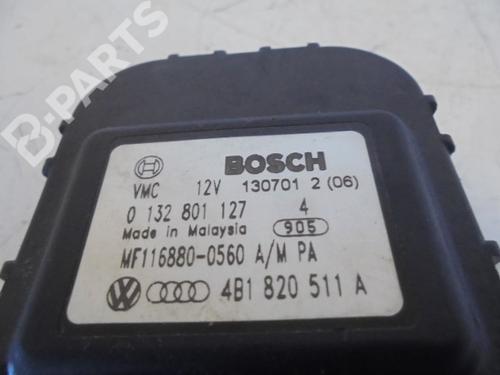 B-PARTS
BOSCH
VMC 12V 130701 2 (06)
0 132 801 127 4
Made in Malaysia 905
MF116880-0560 A/M PA
4B1 820 511 A